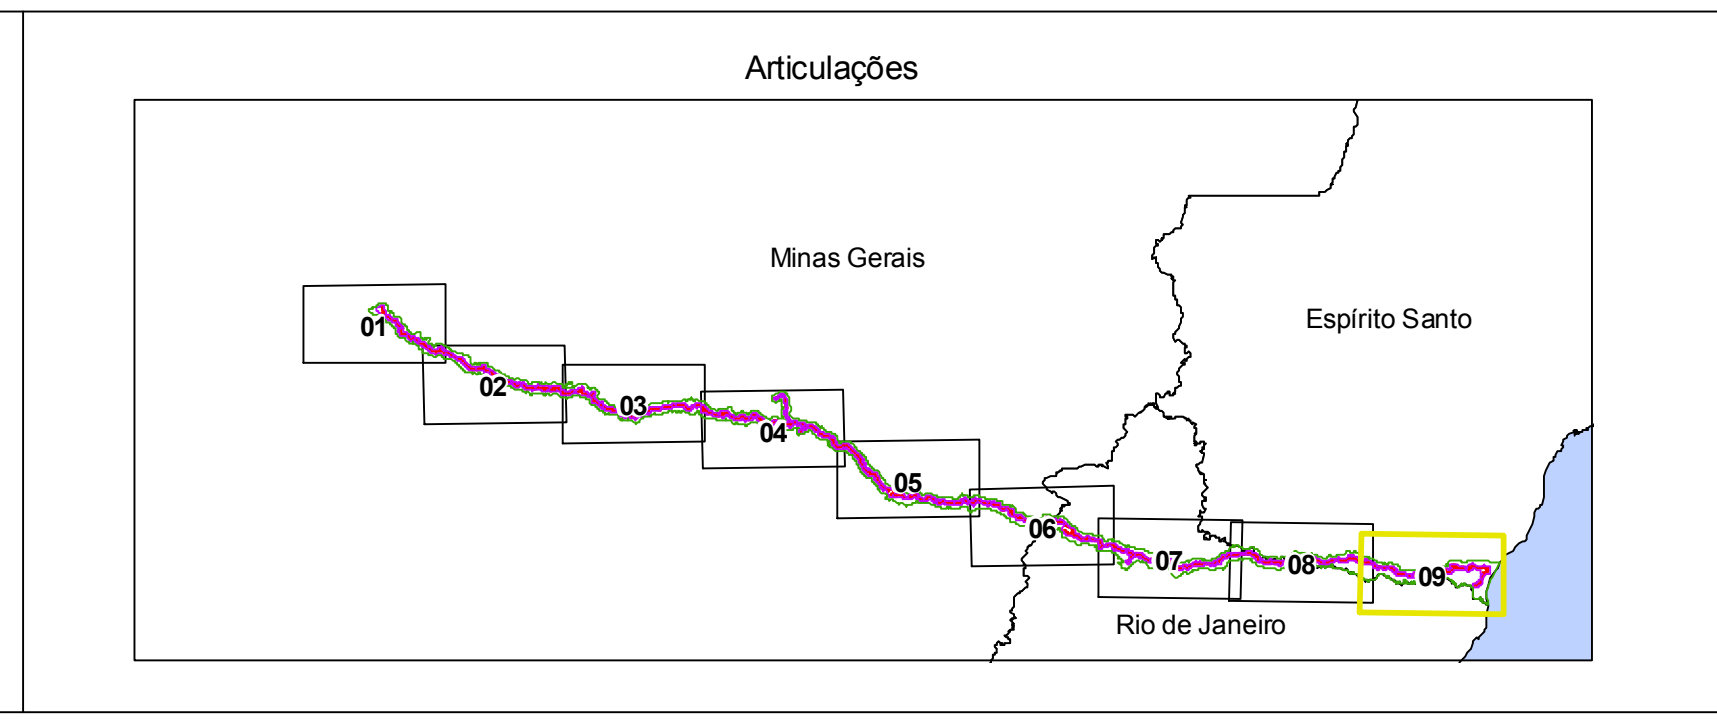 Articulações
Minas Gerais
Espírito Santo
01
02
03
04
05
06
07
08
09
Rio de Janeiro